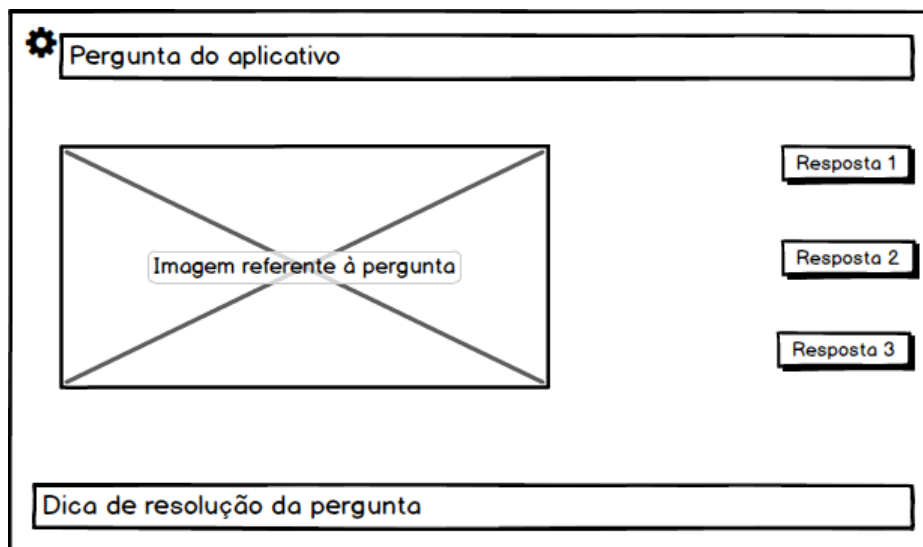 Pergunta do aplicativo
Imagem referente à pergunta
Resposta 1
Resposta 2
Resposta 3
Dica de resolução da pergunta